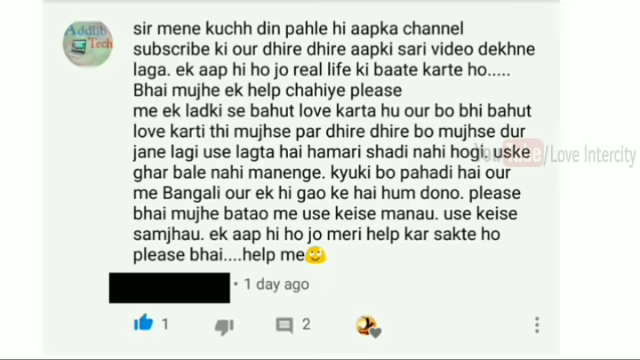 Addlib
Tech
sir mene kuchh din pahle hi aapka channel
subscribe ki our dhire dhire aapki sari video dekhne
laga. ek aap hi ho jo real life ki baate karte ho.....
Bhai mujhe ek help chahiye please
me ek ladki se bahut love karta hu our bo bhi bahut
love karti thi mujhse par dhire dhire bo mujhse dur
jane lagi use lagta hai hamari shadi nahi hogi. uske
YouTube/Love Intercity
ghar bale nahi manenge. kyuki bo pahadi hai our
me Bangali our ek hi gao ke hai hum dono. please
bhai mujhe batao me use keise manau. use keise
samjhau. ek aap hi ho jo meri help kar sakte ho
please bhai....help me🙂
• 1 day ago
1
2